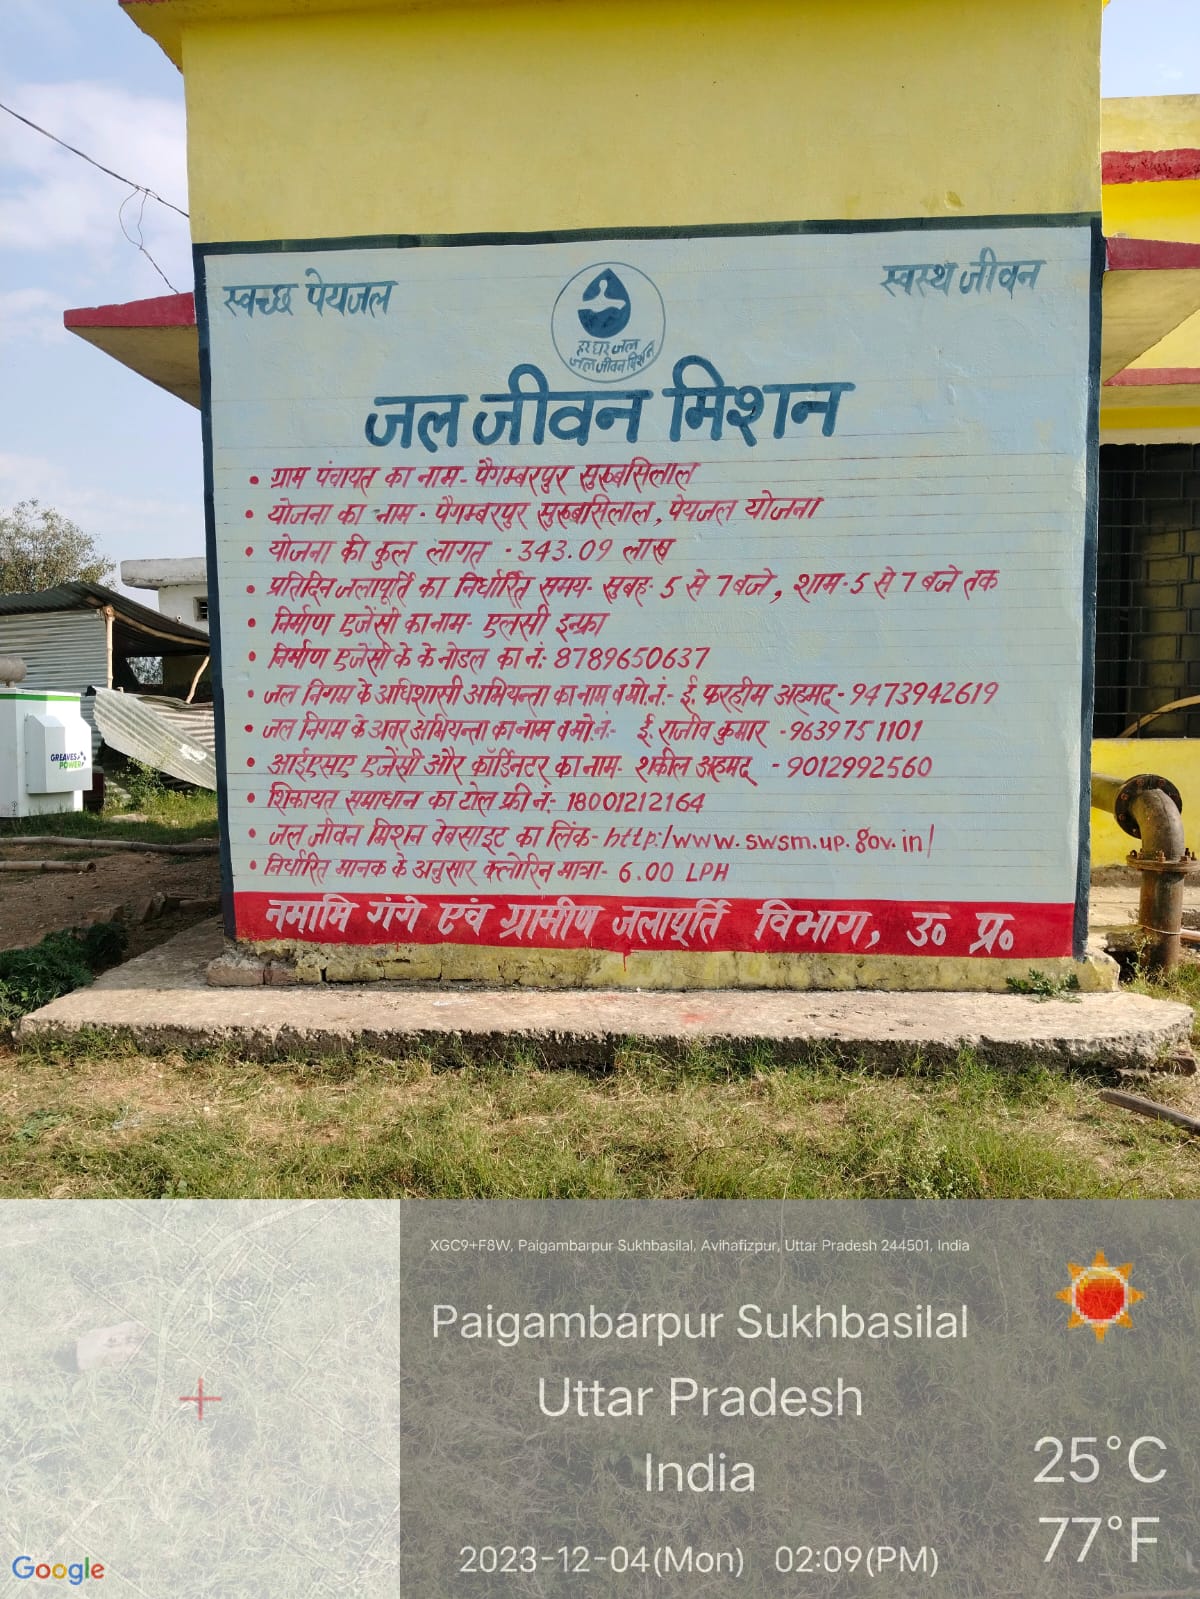 स्वच्छ पेयजल
स्वस्थ जीवन
हर घर जल
जल जीवन मिशन
जल जीवन मिशन
• ग्राम पंचायत का नाम- पैगम्बरपुर सुखबसिलाल
• योजना का नाम - पैगम्बरपुर सुखबसिलाल, पेयजल योजना
• योजना की कुल लागत - 343.09 लाख
• प्रतिदिन जलापूर्ति का निर्धारित समय- सुबह- 5 से 7 बजे, शाम- 5 से 7 बजे तक
• निर्माण एजेंसी का नाम- एलसी इन्फ्रा
• निर्माण एजेंसी के के नोडल का नं.: 8789650637
• जल निगम के अधिशासी अभियन्ता का नाम व मो.नं.- ई. फरहीम अहमद - 9473942619
• जल निगम के अवर अभियन्ता का नाम व मो.नं.- ई. राजीव कुमार - 9639751101
• आईएसए एजेंसी और कॉर्डिनेटर का नाम- शकील अहमद - 9012992560
• शिकायत समाधान का टोल फ्री नं.- 18001212164
• जल जीवन मिशन वेबसाइट का लिंक- http:/www.swsm.up.gov.in/
• निर्धारित मानक के अनुसार क्लोरिन मात्रा- 6.00 LPH
नमामि गंगे एवं ग्रामीण जलापूर्ति विभाग, उ० प्र०
GREAVES
POWER
XGC9+F8W, Paigambarpur Sukhbasilal, Avihafizpur, Uttar Pradesh 244501, India
Paigambarpur Sukhbasilal
Uttar Pradesh
India
25°C
77°F
2023-12-04(Mon) 02:09(PM)
Google